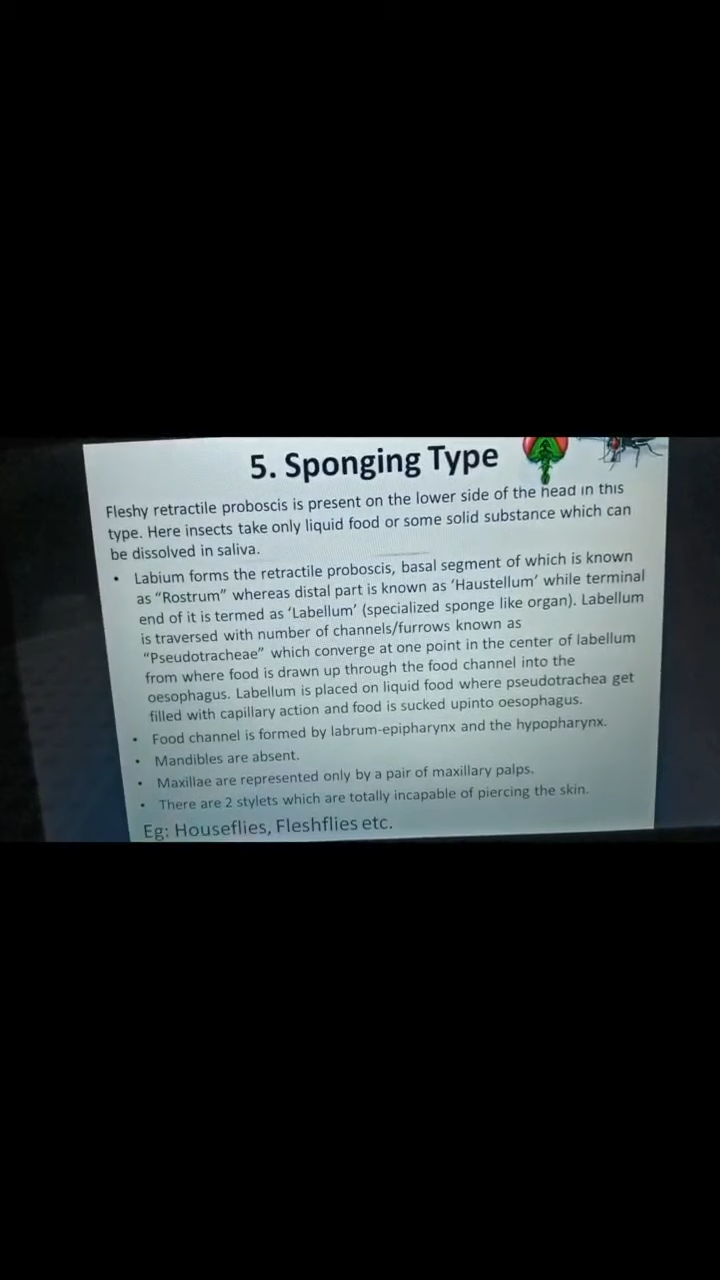 5. Sponging Type
Fleshy retractile proboscis is present on the lower side of the head in this
type. Here insects take only liquid food or some solid substance which can
be dissolved in saliva.
• Labium forms the retractile proboscis, basal segment of which is known
as “Rostrum” whereas distal part is known as ‘Haustellum’ while terminal
end of it is termed as ‘Labellum’ (specialized sponge like organ). Labellum
is traversed with number of channels/furrows known as
“Pseudotracheae” which converge at one point in the center of labellum
from where food is drawn up through the food channel into the
oesophagus. Labellum is placed on liquid food where pseudotrachea get
filled with capillary action and food is sucked upinto oesophagus.
• Food channel is formed by labrum-epipharynx and the hypopharynx.
• Mandibles are absent.
• Maxillae are represented only by a pair of maxillary palps.
• There are 2 stylets which are totally incapable of piercing the skin.
Eg: Houseflies, Fleshflies etc.